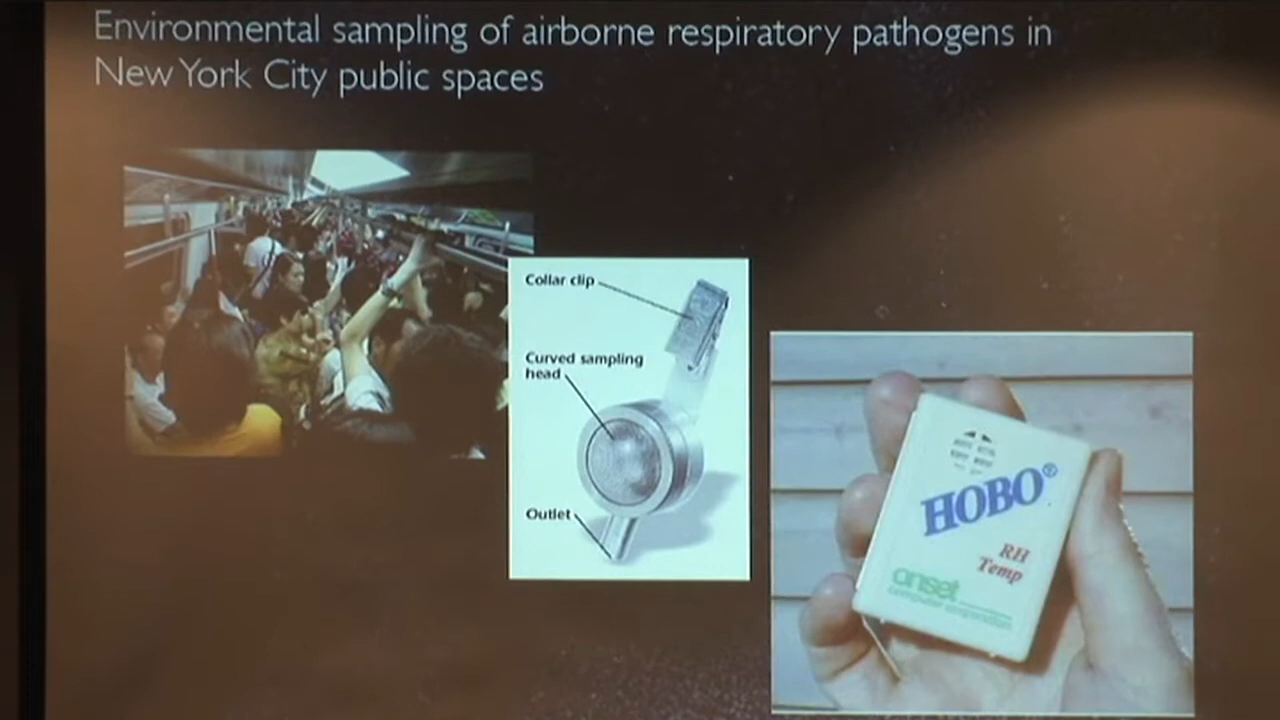 Environmental sampling of airborne respiratory pathogens in
New York City public spaces
Collar clip
Curved sampling
head
Outlet
HOBO®
RH
Temp
onset
computer corporation